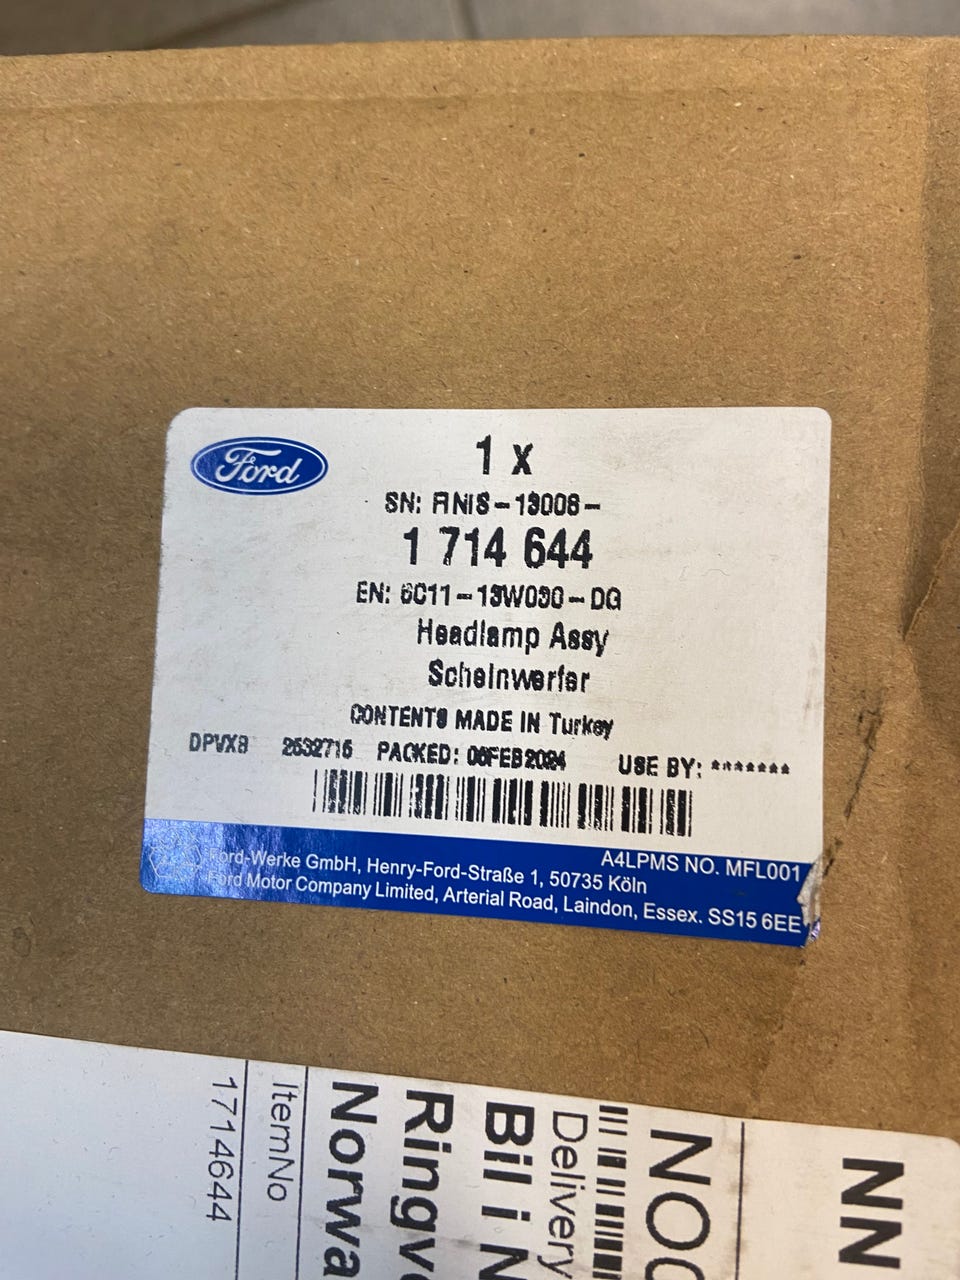 Ford
1 x
SN: FINIS-13008-
1 714 644
EN: 6C11-13W030-DG
Headlamp Assy
Scheinwerfer
CONTENTS MADE IN Turkey
DPVX8 2532715 PACKED: 06FEB2024 USE BY: *******
A4LPMS NO. MFL001
Ford-Werke GmbH, Henry-Ford-Straße 1, 50735 Köln
Ford Motor Company Limited, Arterial Road, Laindon, Essex. SS15 6EE
NN
NO
Delivery
Bil i N
Ringv
Norwa
ItemNo
1714644